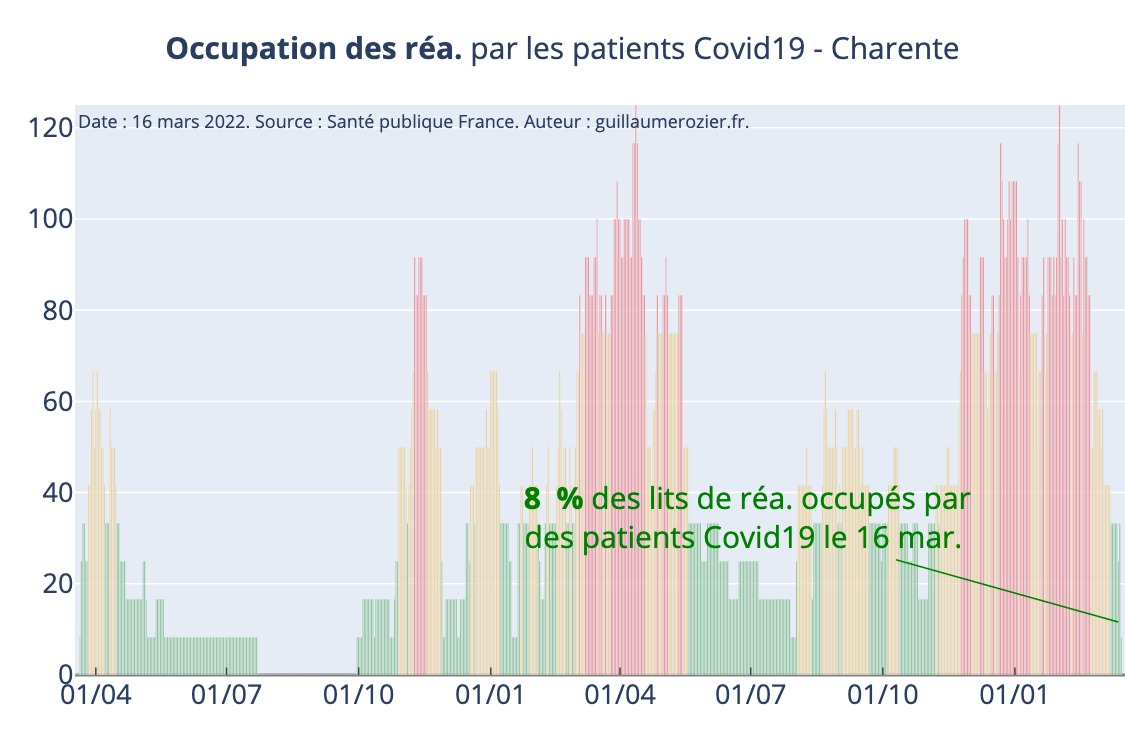 Occupation des réa. par les patients Covid19 - Charente
Date : 16 mars 2022. Source : Santé publique France. Auteur : guillaumerozier.fr.
120
100
80
60
40
20
0
8 % des lits de réa. occupés par
des patients Covid19 le 16 mar.
01/04 01/07 01/10 01/01 01/04 01/07 01/10 01/01